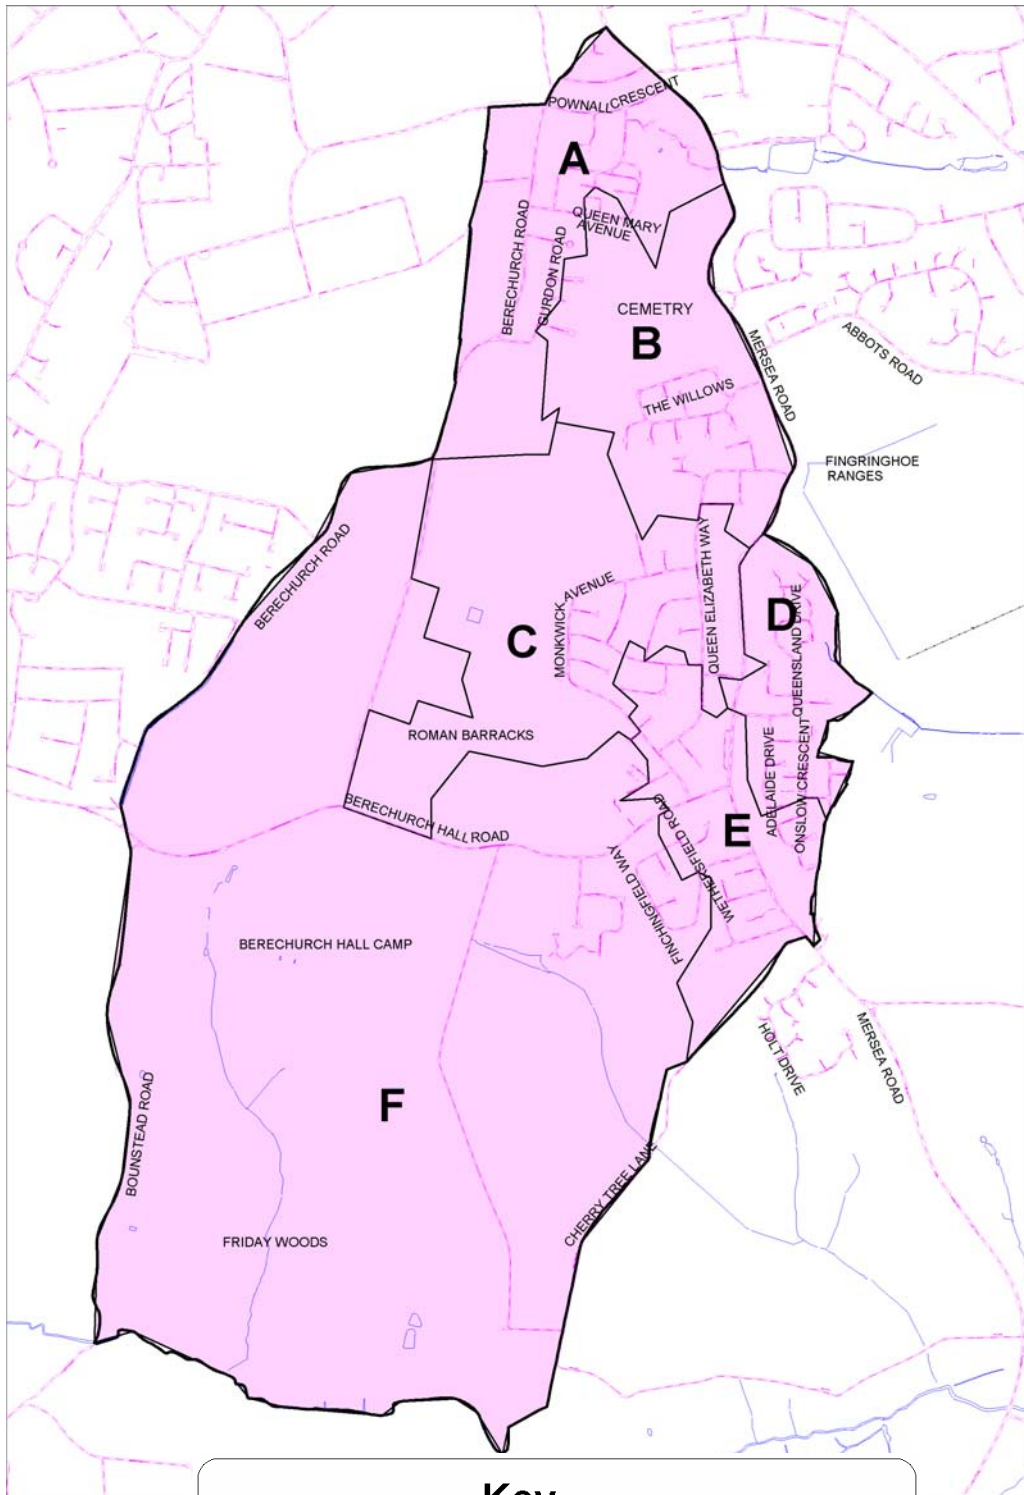 POWNALL CRESCENT
A
QUEEN MARY
AVENUE
BERECHURCH ROAD
GURDON ROAD
CEMETRY
B
MERSEA ROAD
ABBOTS ROAD
THE WILLOWS
FINGRINGHOE
RANGES
BERECHURCH ROAD
QUEEN ELIZABETH WAY
MONKWICK AVENUE
C
D
QUEENSLAND DRIVE
ROMAN BARRACKS
ADELAIDE DRIVE
ONSLOW CRESCENT
BERECHURCH HALL ROAD
E
WETHERSFIELD ROAD
FINCHINGFIELD WAY
BERECHURCH HALL CAMP
HOLT DRIVE
MERSEA ROAD
F
BOUNSTEAD ROAD
CHERRY TREE LANE
FRIDAY WOODS
Key